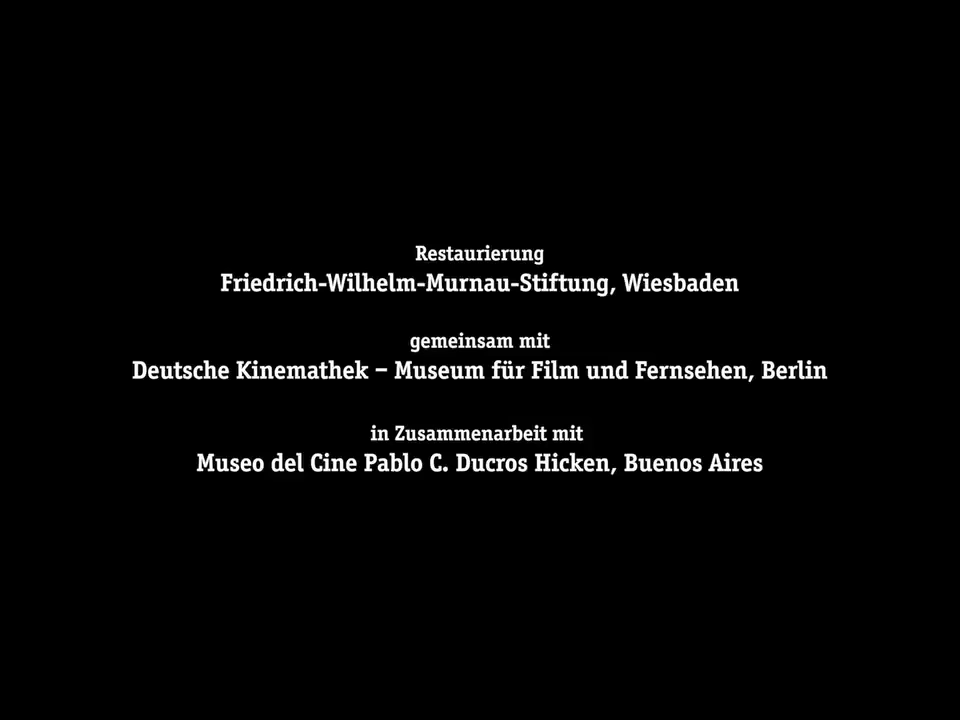 Restaurierung
Friedrich-Wilhelm-Murnau-Stiftung, Wiesbaden
gemeinsam mit
Deutsche Kinemathek – Museum für Film und Fernsehen, Berlin
in Zusammenarbeit mit
Museo del Cine Pablo C. Ducros Hicken, Buenos Aires